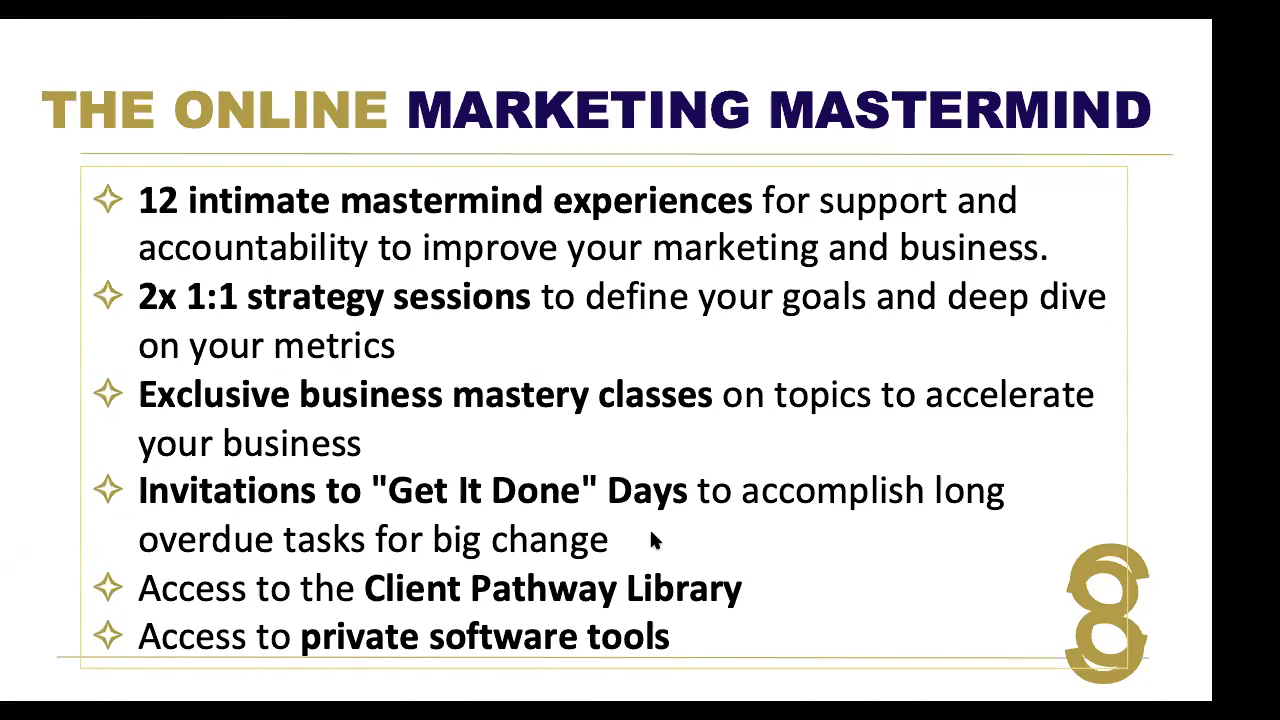 THE ONLINE MARKETING MASTERMIND
12 intimate mastermind experiences for support and
accountability to improve your marketing and business.
2x 1:1 strategy sessions to define your goals and deep dive
on your metrics
Exclusive business mastery classes on topics to accelerate
your business
Invitations to "Get It Done" Days to accomplish long
overdue tasks for big change
Access to the Client Pathway Library
Access to private software tools